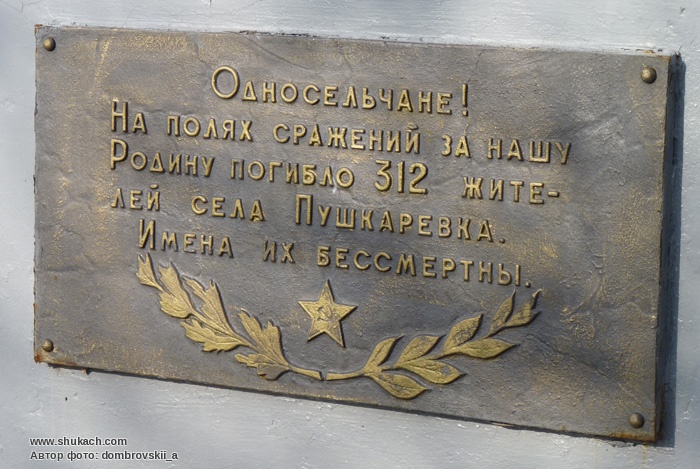 Односельчане!
На полях сражений за нашу
Родину погибло 312 жите-
лей села Пушкаревка.
Имена их бессмертны.
www.shukach.com
Автор фото: dombrovskii_a